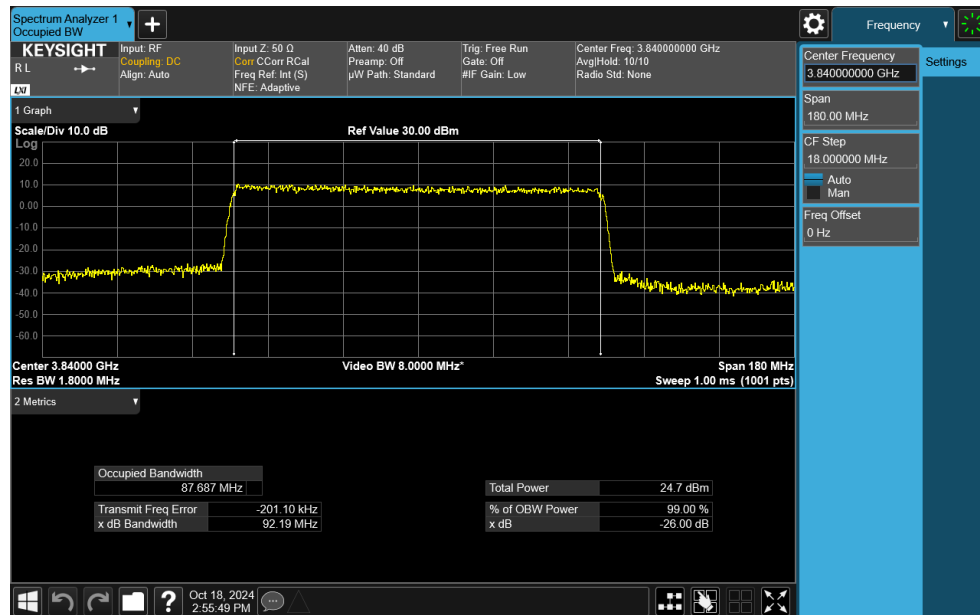 Spectrum Analyzer 1
Occupied BW
Frequency
KEYSIGHT
R L
LXI
Input: RF
Coupling: DC
Align: Auto
Input Z: 50 Ω
Corr CCorr RCal
Freq Ref: Int (S)
NFE: Adaptive
Atten: 40 dB
Preamp: Off
µW Path: Standard
Trig: Free Run
Gate: Off
#IF Gain: Low
Center Freq: 3.840000000 GHz
Avg|Hold: 10/10
Radio Std: None
Center Frequency
3.840000000 GHz
Settings
Span
180.00 MHz
CF Step
18.000000 MHz
Auto
Man
Freq Offset
0 Hz
1 Graph
Scale/Div 10.0 dB
Ref Value 30.00 dBm
Log
20.0
10.0
0.00
-10.0
-20.0
-30.0
-40.0
-50.0
-60.0
Center 3.84000 GHz
Video BW 8.0000 MHz*
Span 180 MHz
Res BW 1.8000 MHz
Sweep 1.00 ms (1001 pts)
2 Metrics
Occupied Bandwidth
87.687 MHz
Transmit Freq Error -201.10 kHz
x dB Bandwidth 92.19 MHz
Total Power 24.7 dBm
% of OBW Power 99.00 %
x dB -26.00 dB
?
Oct 18, 2024
2:55:49 PM